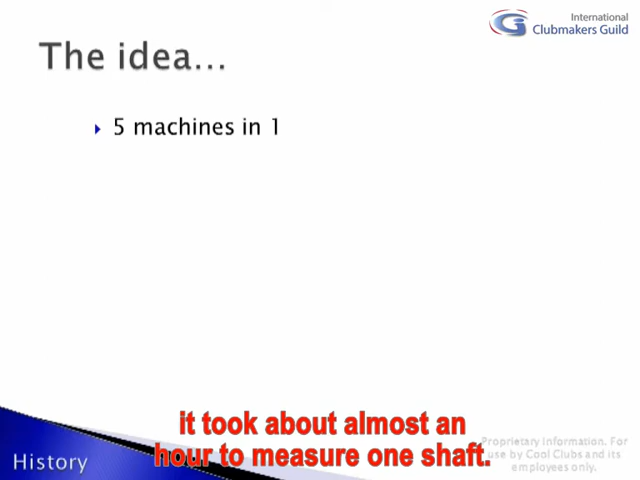 International
Clubmakers Guild
The idea...
5 machines in 1
it took about almost an
hour to measure one shaft.
Proprietary Information. For
use by Cool Clubs and its
employees only.
History